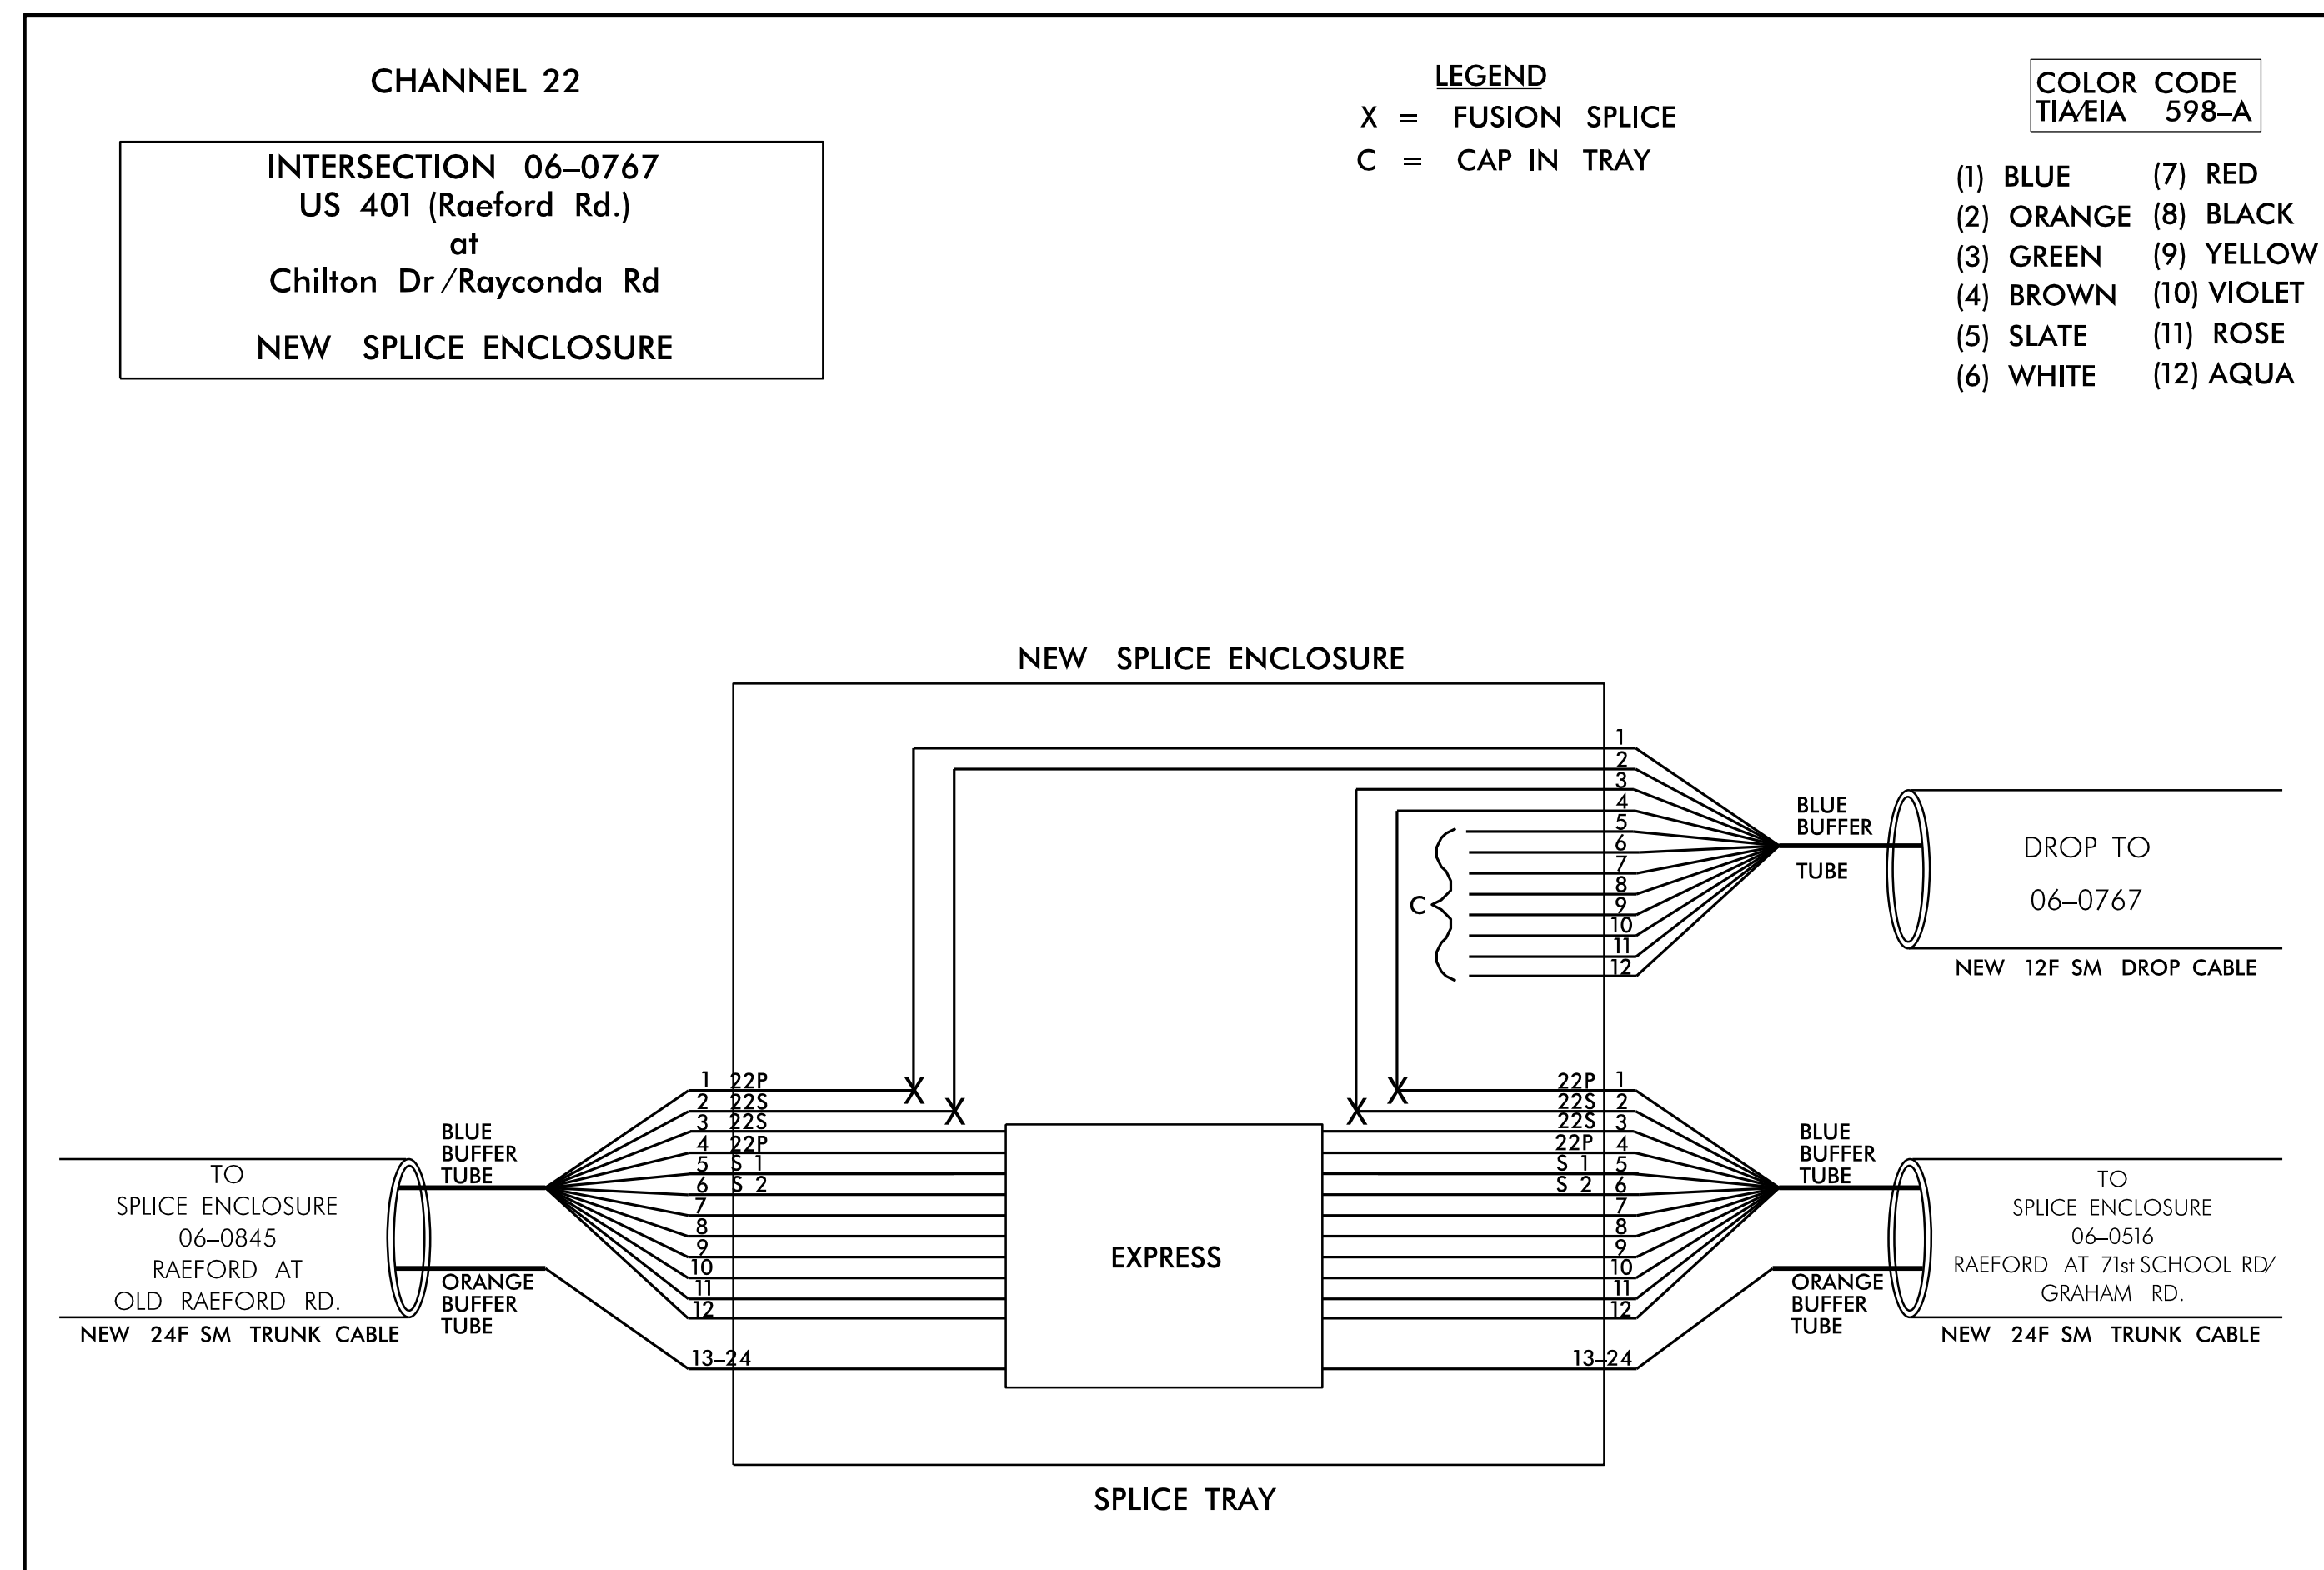 CHANNEL 22
INTERSECTION 06–0767
US 401 (Raeford Rd.)
at
Chilton Dr/Rayconda Rd
NEW SPLICE ENCLOSURE
LEGEND
X = FUSION SPLICE
C = CAP IN TRAY
COLOR CODE
TIA/EIA 598–A
(1) BLUE (7) RED
(2) ORANGE (8) BLACK
(3) GREEN (9) YELLOW
(4) BROWN (10) VIOLET
(5) SLATE (11) ROSE
(6) WHITE (12) AQUA
NEW SPLICE ENCLOSURE
1
2
3
4
5
6
7
8
9
10
11
12
C
BLUE
BUFFER
TUBE
DROP TO
06–0767
NEW 12F SM DROP CABLE
X
X
X
X
TO
SPLICE ENCLOSURE
06–0845
RAEFORD AT
OLD RAEFORD RD.
NEW 24F SM TRUNK CABLE
BLUE
BUFFER
TUBE
ORANGE
BUFFER
TUBE
1 22P
2 22S
3 22S
4 22P
5 S 1
6 S 2
7
8
9
10
11
12
13–24
EXPRESS
22P 1
22S 2
22S 3
22P 4
S 1 5
S 2 6
7
8
9
10
11
12
13–24
BLUE
BUFFER
TUBE
ORANGE
BUFFER
TUBE
TO
SPLICE ENCLOSURE
06–0516
RAEFORD AT 71st SCHOOL RD/
GRAHAM RD.
NEW 24F SM TRUNK CABLE
SPLICE TRAY